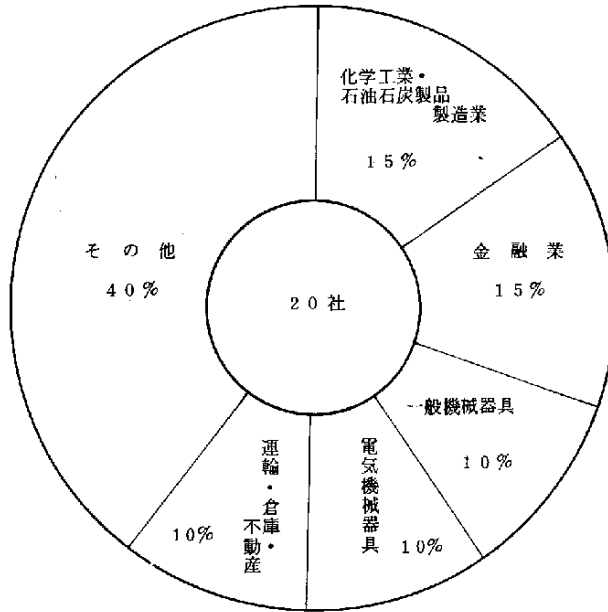 化学工業・
石油石炭製品
製造業
15%
金融業
15%
一般機械器具
10%
電気機械器具
10%
運輸・倉庫・
不動産
10%
その他
40%
20社